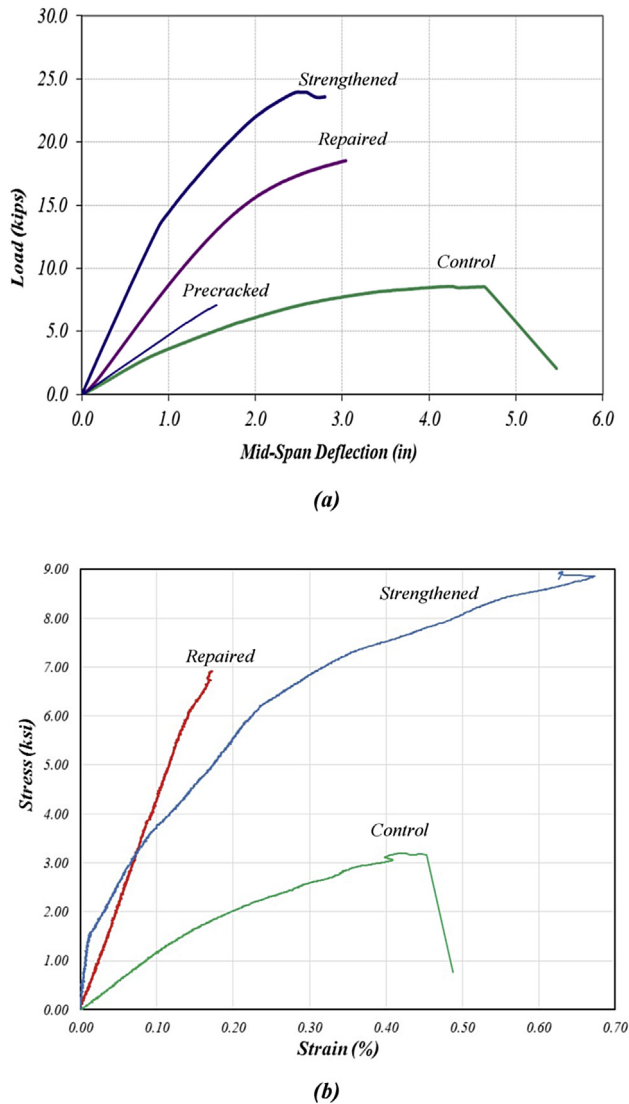 30.0
25.0
20.0
15.0
10.0
5.0
0.0
Load (kips)
Strengthened
Repaired
Precracked
Control
0.0 1.0 2.0 3.0 4.0 5.0 6.0
Mid-Span Deflection (in)
(a)
9.00
8.00
7.00
6.00
5.00
4.00
3.00
2.00
1.00
0.00
Stress (ksi)
Strengthened
Repaired
Control
0.00 0.10 0.20 0.30 0.40 0.50 0.60 0.70
Strain (%)
(b)